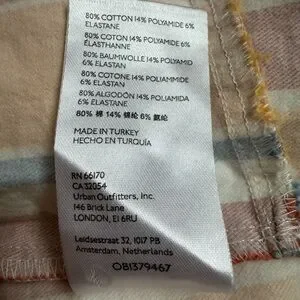 80% COTTON 14% POLYAMIDE 6%
ELASTANE
80% COTON 14% POLYAMIDE 6%
ÉLASTHANNE
80% BAUMWOLLE 14% POLYAMID
6% ELASTAN
80% COTONE 14% POLIAMMIDE
6% ELASTANE
80% ALGODÓN 14% POLIAMIDA
6% ELASTANE
80% 棉 14% 锦纶 6% 氨纶
MADE IN TURKEY
HECHO EN TURQUÍA
RN 66170
CA 32054
Urban Outfitters, Inc.
146 Brick Lane
LONDON, E1 6RU
Leidsestraat 32, 1017 PB
Amsterdam, Netherlands
OB1379467